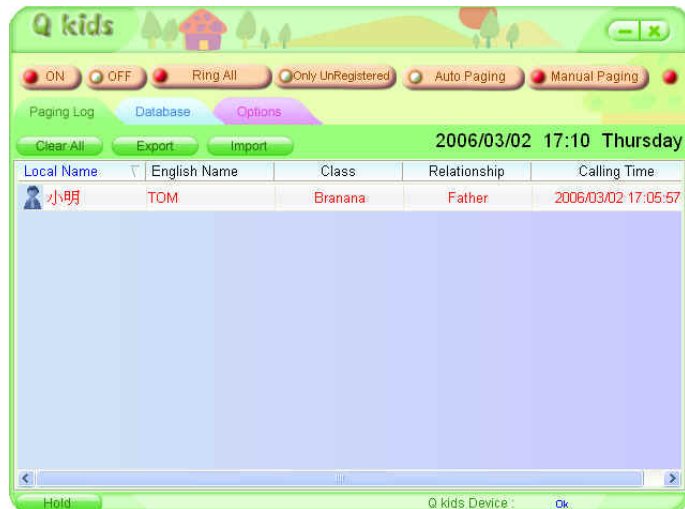 Q kids
ON OFF Ring All Only UnRegistered Auto Paging Manual Paging
Paging Log Database Options
Clear All Export Import 2006/03/02 17:10 Thursday
Local Name English Name Class Relationship Calling Time
小明 TOM Branana Father 2006/03/02 17:05:57
Hold Q kids Device : Ok